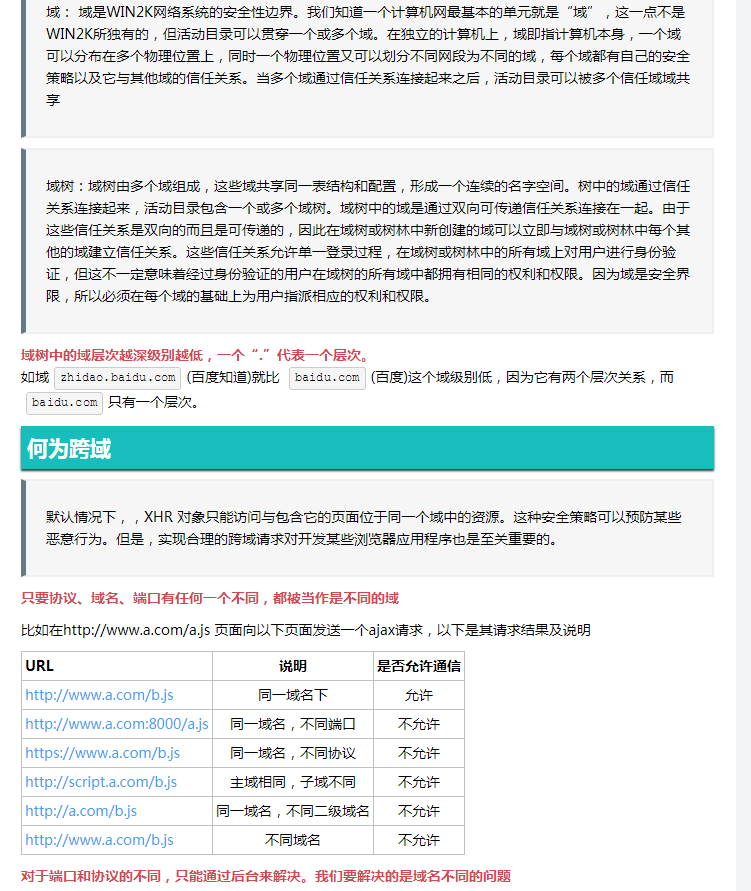 域： 域是WIN2K网络系统的安全性边界。我们知道一个计算机网最基本的单元就是“域”，这一点不是
WIN2K所独有的，但活动目录可以贯穿一个或多个域。在独立的计算机上，域即指计算机本身，一个域
可以分布在多个物理位置上，同时一个物理位置又可以划分不同网段为不同的域，每个域都有自己的安全
策略以及它与其他域的信任关系。当多个域通过信任关系连接起来之后，活动目录可以被多个信任域域共
享
域树：域树由多个域组成，这些域共享同一表结构和配置，形成一个连续的名字空间。树中的域通过信任
关系连接起来，活动目录包含一个或多个域树。域树中的域是通过双向可传递信任关系连接在一起。由于
这些信任关系是双向的而且是可传递的，因此在域树或树林中新创建的域可以立即与域树或树林中每个其
他的域建立信任关系。这些信任关系允许单一登录过程，在域树或树林中的所有域上对用户进行身份验
证，但这不一定意味着经过身份验证的用户在域树的所有域中都拥有相同的权利和权限。因为域是安全界
限，所以必须在每个域的基础上为用户指派相应的权利和权限。
域树中的域层次越深级别越低，一个“.”代表一个层次。
如域 zhidao.baidu.com (百度知道)就比 baidu.com (百度)这个域级别低，因为它有两个层次关系，而
baidu.com 只有一个层次。
何为跨域
默认情况下，，XHR 对象只能访问与包含它的页面位于同一个域中的资源。这种安全策略可以预防某些
恶意行为。但是，实现合理的跨域请求对开发某些浏览器应用程序也是至关重要的。
只要协议、域名、端口有任何一个不同，都被当作是不同的域
比如在http://www.a.com/a.js 页面向以下页面发送一个ajax请求，以下是其请求结果及说明
URL 说明 是否允许通信
http://www.a.com/b.js 同一域名下 允许
http://www.a.com:8000/a.js 同一域名，不同端口 不允许
https://www.a.com/b.js 同一域名，不同协议 不允许
http://script.a.com/b.js 主域相同，子域不同 不允许
http://a.com/b.js 同一域名，不同二级域名 不允许
http://www.a.com/b.js 不同域名 不允许
对于端口和协议的不同，只能通过后台来解决。我们要解决的是域名不同的问题